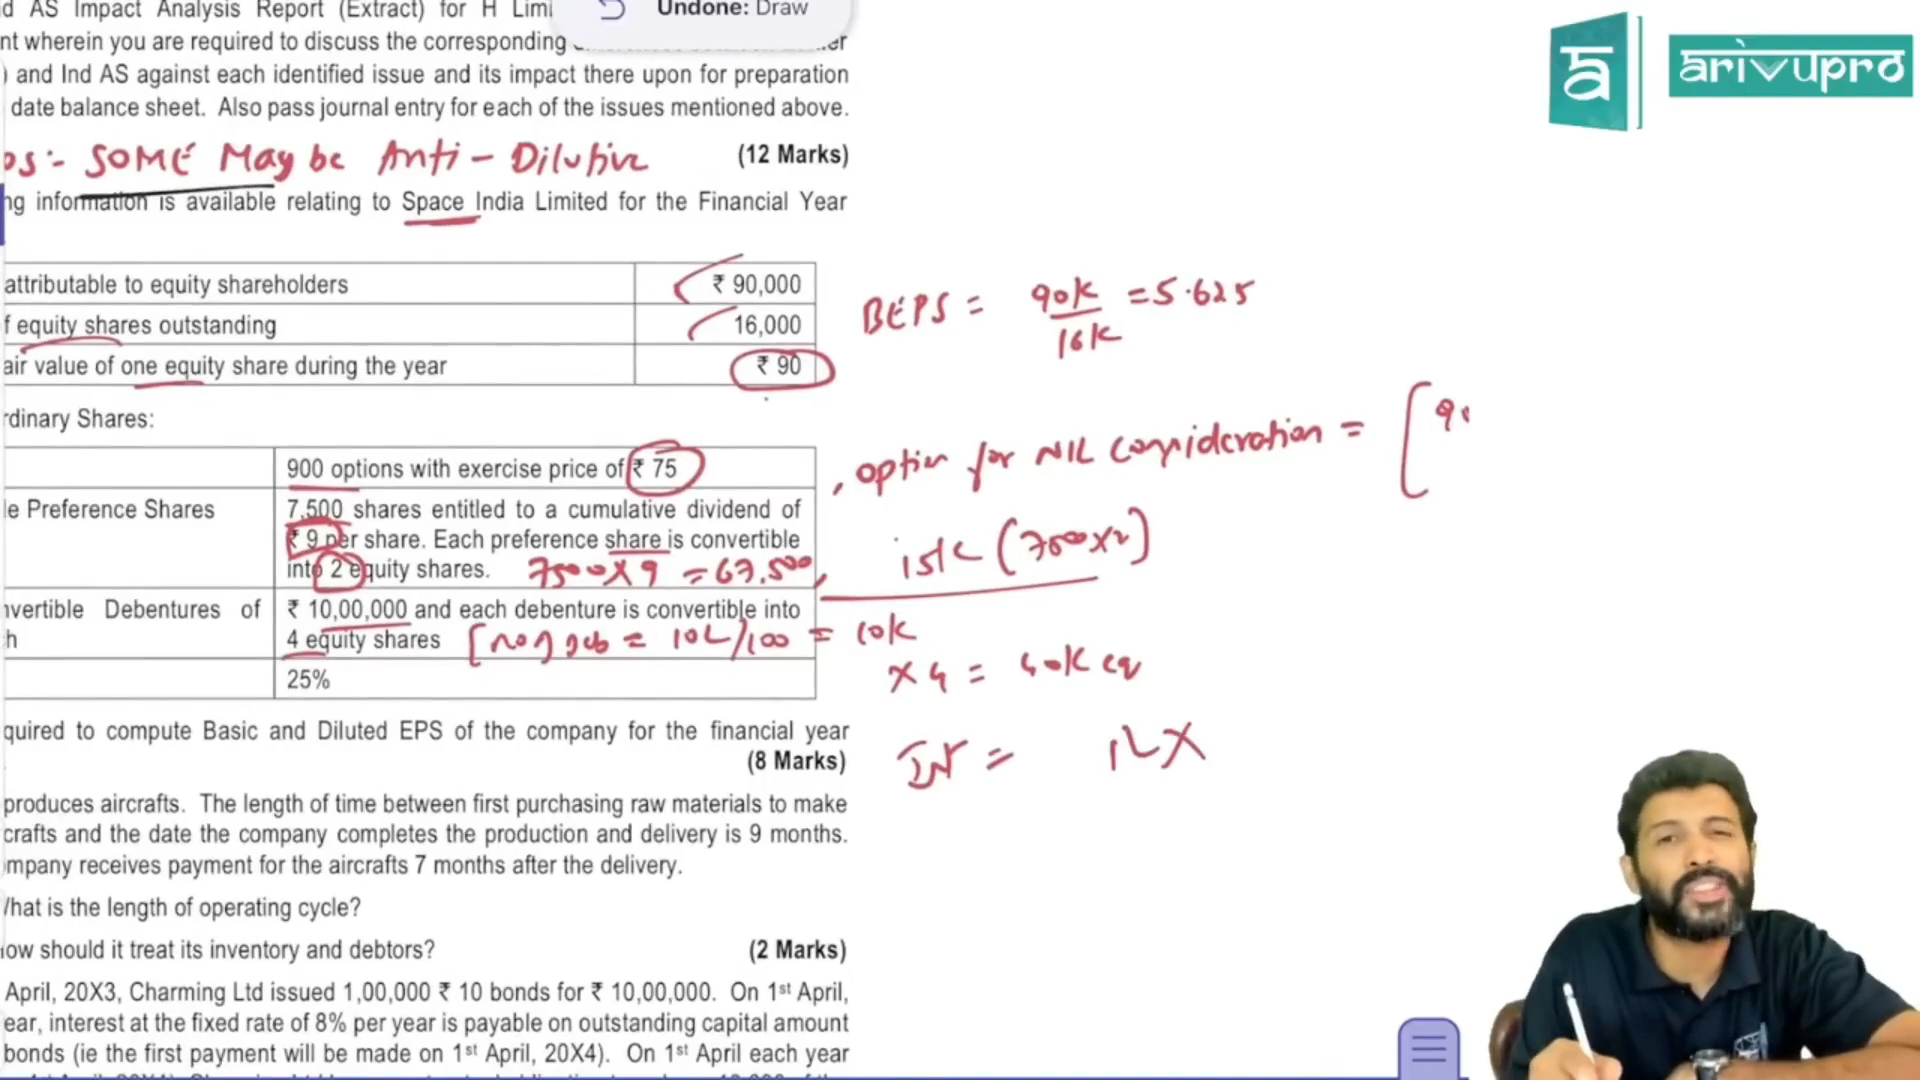 d AS Impact Analysis Report (Extract) for H Limi
Undone: Draw
arivupro
nt wherein you are required to discuss the corresponding er
) and Ind AS against each identified issue and its impact there upon for preparation
date balance sheet. Also pass journal entry for each of the issues mentioned above.
SOME May be Anti - Dilutive (12 Marks)
ng information is available relating to Space India Limited for the Financial Year
attributable to equity shareholders ₹ 90,000
f equity shares outstanding 16,000
air value of one equity share during the year ₹ 90
BEPS = 90K = 5.625
16K
rdinary Shares:
900 options with exercise price of ₹ 75
, option for NIL consideration = [ 9
le Preference Shares 7,500 shares entitled to a cumulative dividend of
₹ 9 per share. Each preference share is convertible
into 2 equity shares. 7500 X 9 = 67,500,
15K (7500 X 2)
nvertible Debentures of ₹ 10,00,000 and each debenture is convertible into
h 4 equity shares [no of deb = 10L/100 = 10K
X 4 = 40K eq
25%
quired to compute Basic and Diluted EPS of the company for the financial year
(8 Marks)
INT = 1L X
produces aircrafts. The length of time between first purchasing raw materials to make
crafts and the date the company completes the production and delivery is 9 months.
ompany receives payment for the aircrafts 7 months after the delivery.
What is the length of operating cycle?
How should it treat its inventory and debtors? (2 Marks)
April, 20X3, Charming Ltd issued 1,00,000 ₹ 10 bonds for ₹ 10,00,000. On 1st April,
ear, interest at the fixed rate of 8% per year is payable on outstanding capital amount
bonds (ie the first payment will be made on 1st April, 20X4). On 1st April each year